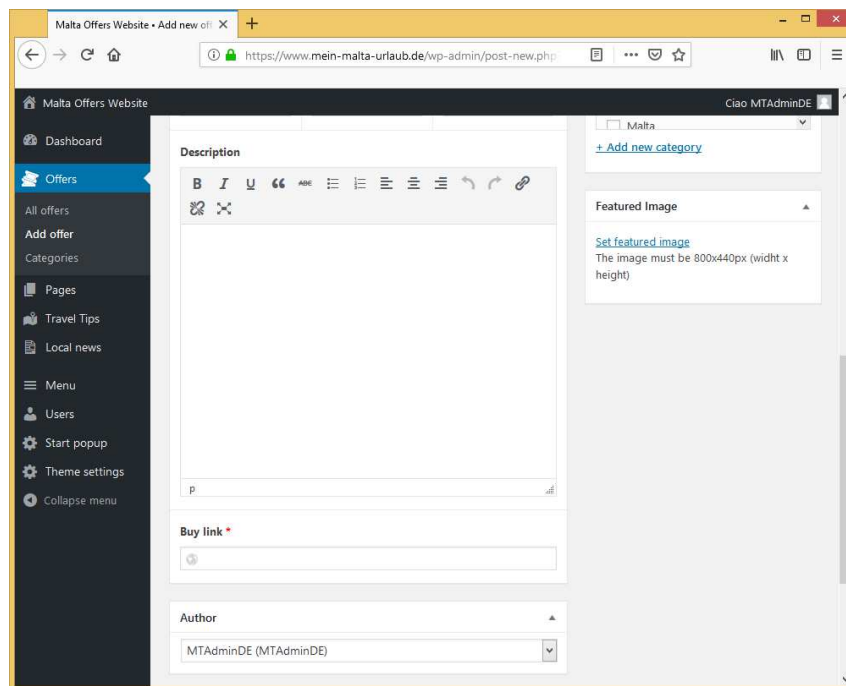 Malta Offers Website • Add new off
https://www.mein-malta-urlaub.de/wp-admin/post-new.php
Malta Offers Website
Ciao MTAdminDE
Dashboard
Offers
All offers
Add offer
Categories
Pages
Travel Tips
Local news
Menu
Users
Start popup
Theme settings
Collapse menu
Description
B I U ABC
p
Buy link *
Author
MTAdminDE (MTAdminDE)
Malta
+ Add new category
Featured Image
Set featured image
The image must be 800x440px (widht x
height)